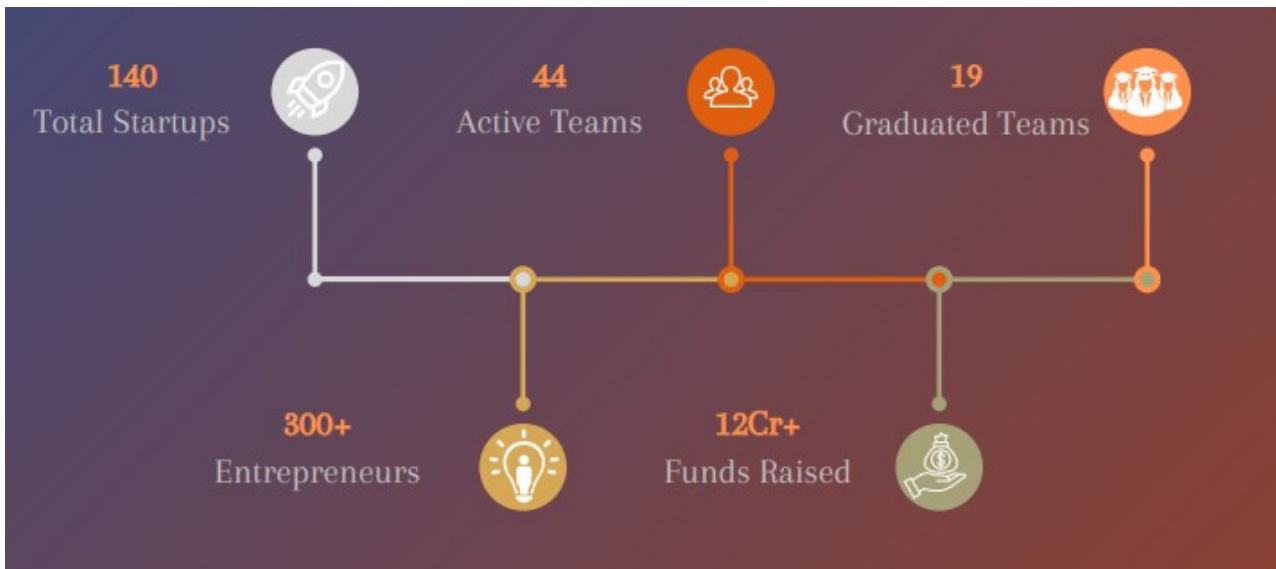 140
Total Startups
44
Active Teams
19
Graduated Teams
300+
Entrepreneurs
12Cr+
Funds Raised